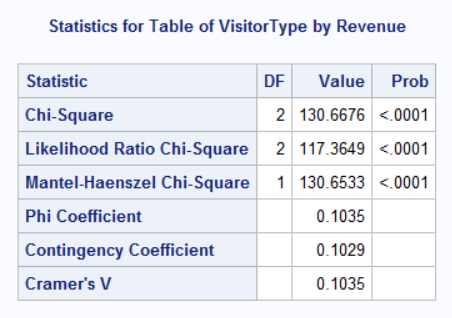 Statistics for Table of VisitorType by Revenue
Statistic DF Value Prob
Chi-Square 2 130.6676 <.0001
Likelihood Ratio Chi-Square 2 117.3649 <.0001
Mantel-Haenszel Chi-Square 1 130.6533 <.0001
Phi Coefficient 0.1035
Contingency Coefficient 0.1029
Cramer's V 0.1035